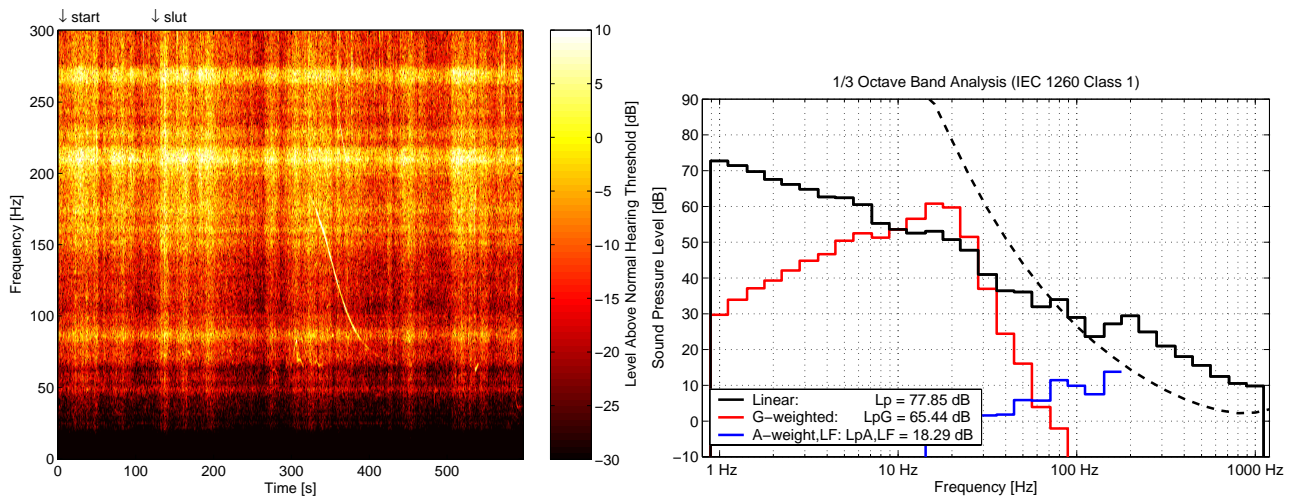 ↓ start
↓ slut
300
250
200
150
100
50
0
Frequency [Hz]
0
100
200
300
400
500
Time [s]
10
5
0
−5
−10
−15
−20
−25
−30
Level Above Normal Hearing Threshold [dB]
1/3 Octave Band Analysis (IEC 1260 Class 1)
90
80
70
60
50
40
30
20
10
0
−10
Sound Pressure Level [dB]
Linear: Lp = 77.85 dB
G−weighted: LpG = 65.44 dB
A−weight,LF: LpA,LF = 18.29 dB
1 Hz
10 Hz
100 Hz
1000 Hz
Frequency [Hz]